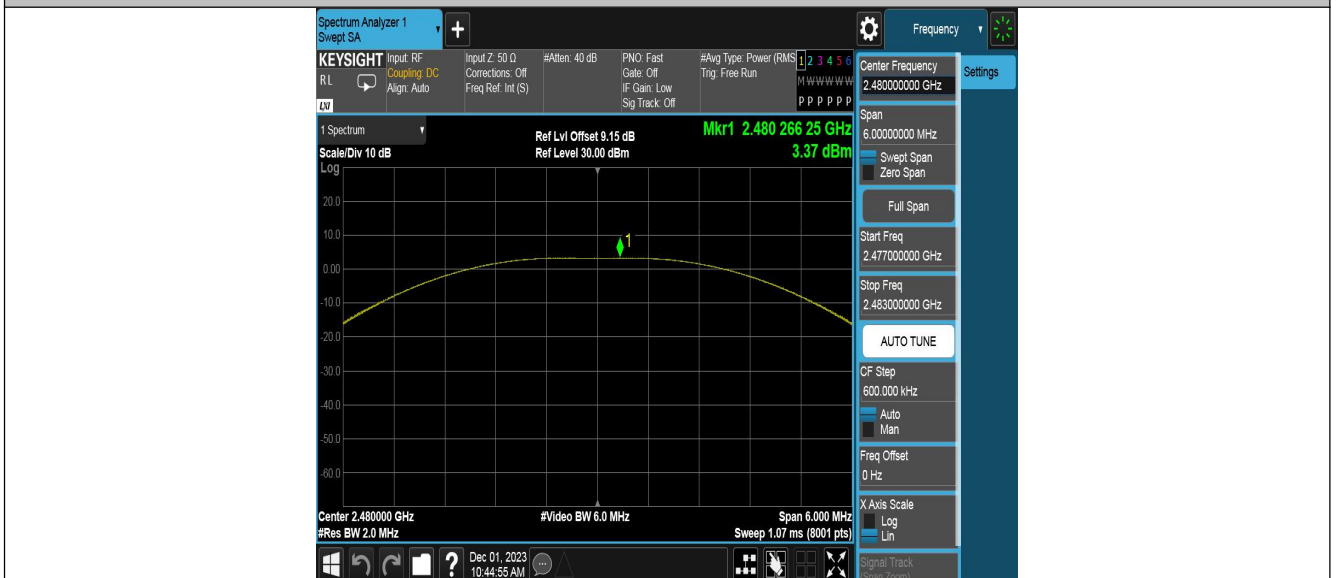 Spectrum Analyzer 1
Swept SA
+
Frequency
KEYSIGHT
RL
LXI
Input: RF
Coupling: DC
Align: Auto
Input Z: 50 Ω
Corrections: Off
Freq Ref: Int (S)
#Atten: 40 dB
PNO: Fast
Gate: Off
IF Gain: Low
Sig Track: Off
#Avg Type: Power (RMS
Trig: Free Run
1 2 3 4 5 6
M W W W W W
P P P P P P
1 Spectrum
Scale/Div 10 dB
Log
Ref Lvl Offset 9.15 dB
Ref Level 30.00 dBm
Mkr1 2.480 266 25 GHz
3.37 dBm
20.0
10.0
0.00
-10.0
-20.0
-30.0
-40.0
-50.0
-60.0
1
Center 2.480000 GHz
#Res BW 2.0 MHz
#Video BW 6.0 MHz
Span 6.000 MHz
Sweep 1.07 ms (8001 pts)
?
Dec 01, 2023
10:44:55 AM
Center Frequency
2.480000000 GHz
Settings
Span
6.00000000 MHz
Swept Span
Zero Span
Full Span
Start Freq
2.477000000 GHz
Stop Freq
2.483000000 GHz
AUTO TUNE
CF Step
600.000 kHz
Auto
Man
Freq Offset
0 Hz
X Axis Scale
Log
Lin
Signal Track
(Span Zoom)